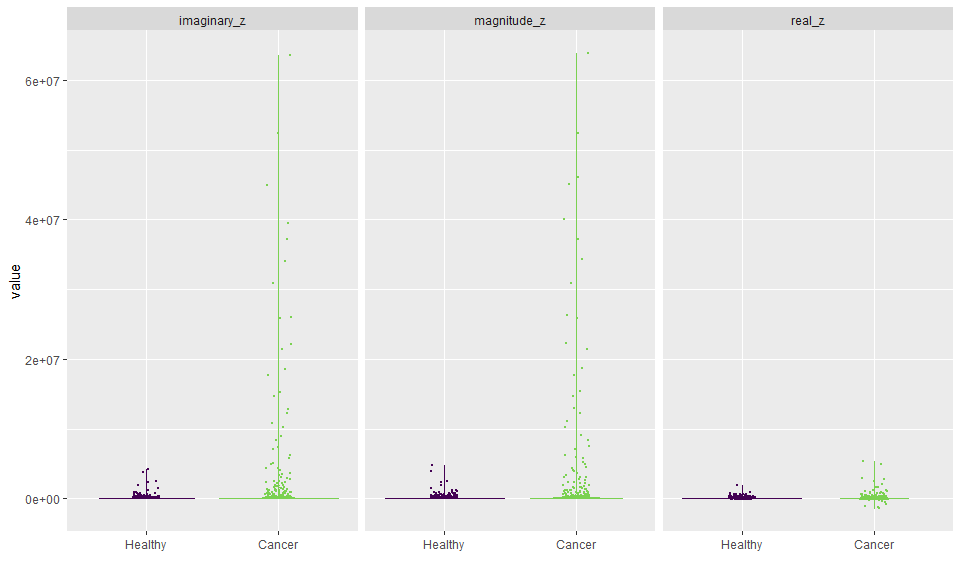 imaginary_z magnitude_z real_z
6e+07
4e+07
value
2e+07
0e+00
Healthy Cancer Healthy Cancer Healthy Cancer